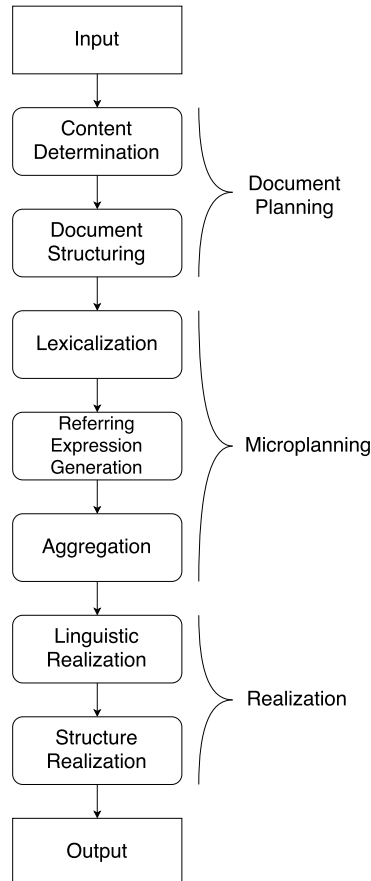 Input
Content
Determination
Document
Structuring
Document
Planning
Lexicalization
Referring
Expression
Generation
Aggregation
Microplanning
Linguistic
Realization
Structure
Realization
Realization
Output